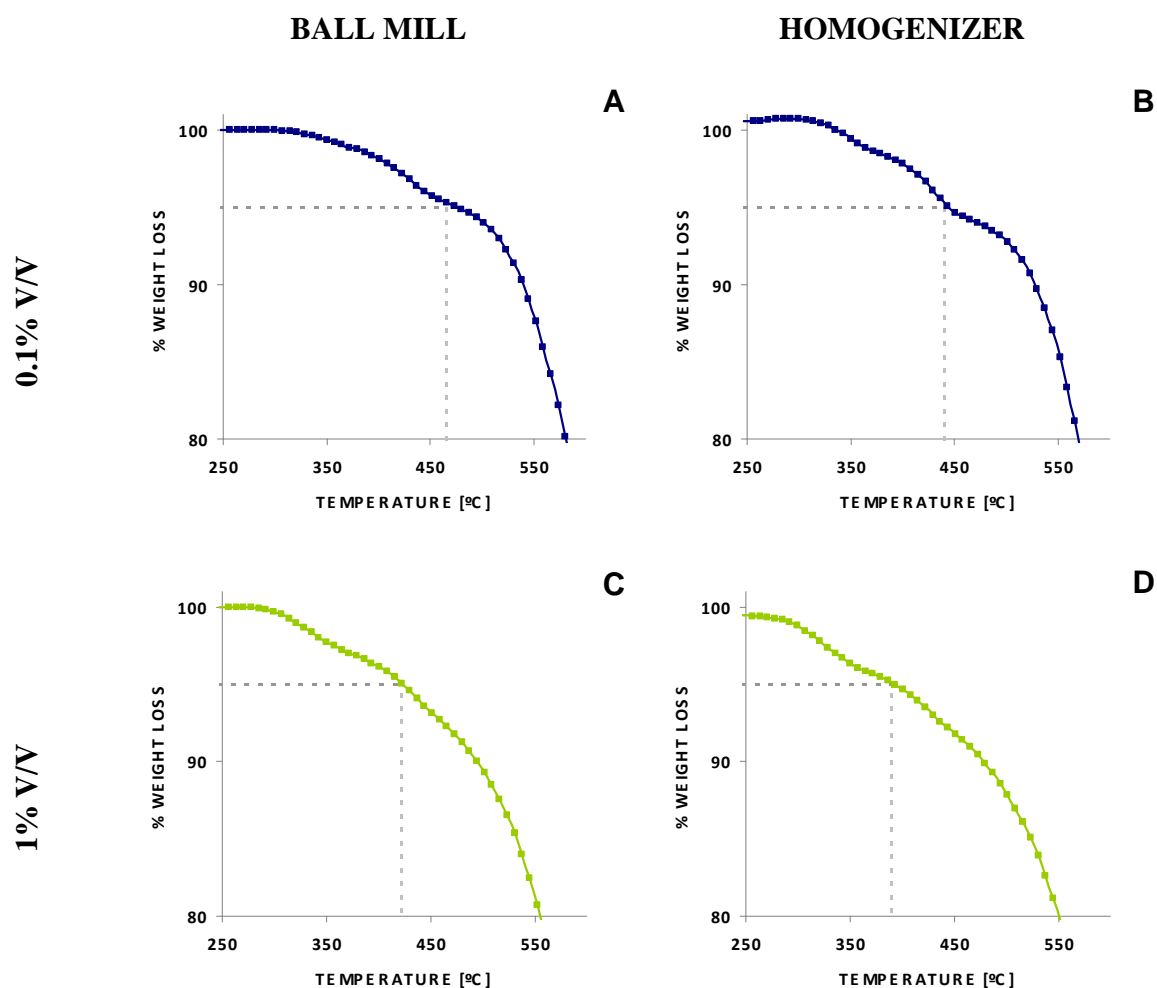 BALL MILL
HOMOGENIZER
0.1% V/V
A
100
90
80
% WEIGHT LOSS
250 350 450 550
TEMPERATURE [ºC]
B
100
90
80
% WEIGHT LOSS
250 350 450 550
TEMPERATURE [ºC]
1% V/V
C
100
90
80
% WEIGHT LOSS
250 350 450 550
TEMPERATURE [ºC]
D
100
90
80
% WEIGHT LOSS
250 350 450 550
TEMPERATURE [ºC]